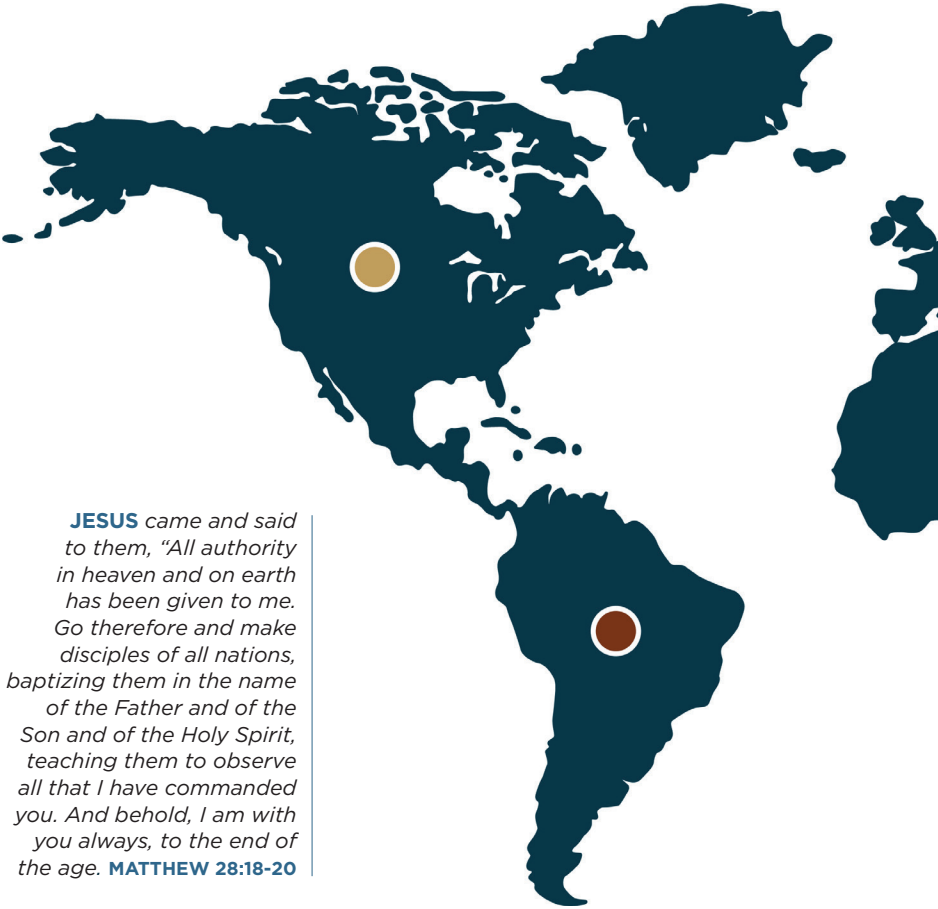 JESUS came and said
to them, “All authority
in heaven and on earth
has been given to me.
Go therefore and make
disciples of all nations,
baptizing them in the name
of the Father and of the
Son and of the Holy Spirit,
teaching them to observe
all that I have commanded
you. And behold, I am with
you always, to the end of
the age. MATTHEW 28:18-20